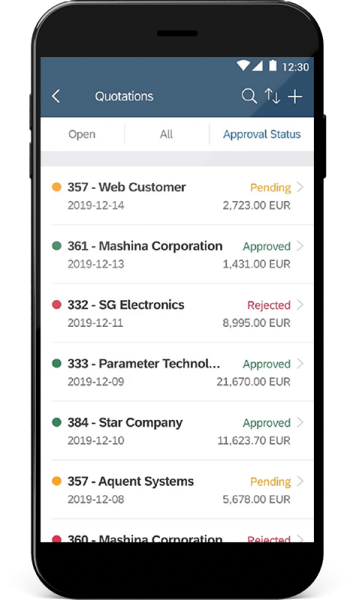 12:30
Quotations
Open All Approval Status
357 - Web Customer Pending
2019-12-14 2,723.00 EUR
361 - Mashina Corporation Approved
2019-12-13 1,431.00 EUR
332 - SG Electronics Rejected
2019-12-11 8,995.00 EUR
333 - Parameter Technol... Approved
2019-12-09 21,670.00 EUR
384 - Star Company Approved
2019-12-10 11,623.70 EUR
357 - Aquent Systems Pending
2019-12-08 5,678.00 EUR
360 - Mashina Corporation Rejected